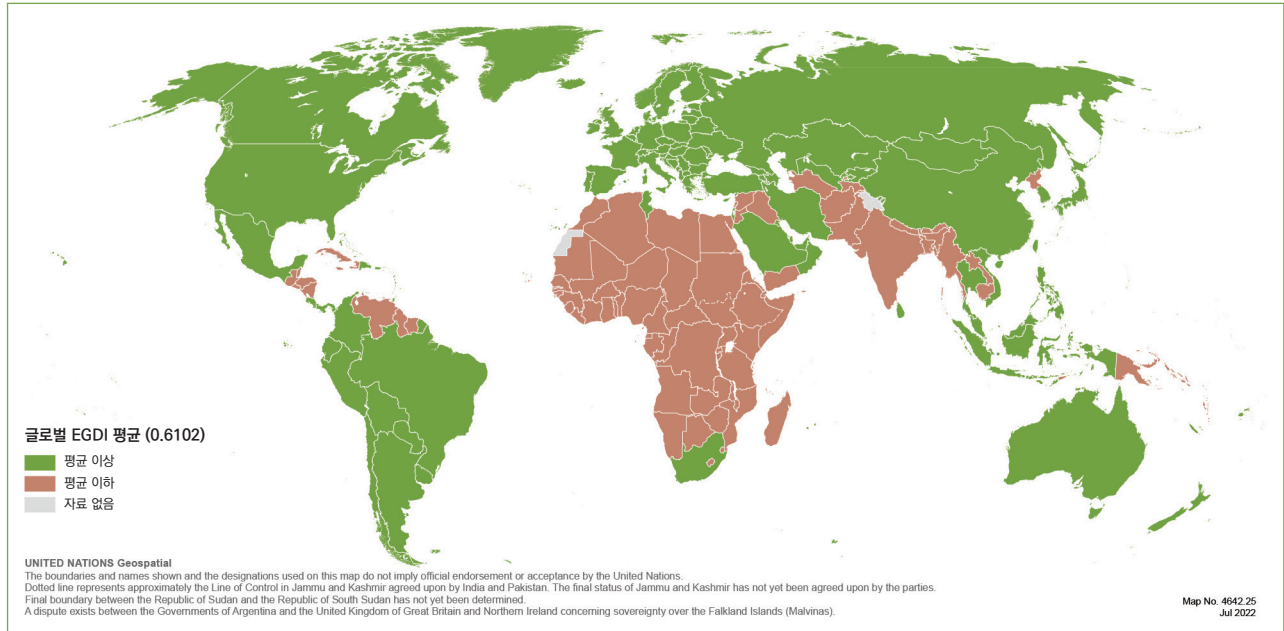 글로벌 EGDI 평균 (0.6102)
평균 이상
평균 이하
자료 없음
UNITED NATIONS Geospatial
The boundaries and names shown and the designations used on this map do not imply official endorsement or acceptance by the United Nations.
Dotted line represents approximately the Line of Control in Jammu and Kashmir agreed upon by India and Pakistan. The final status of Jammu and Kashmir has not yet been agreed upon by the parties.
Final boundary between the Republic of Sudan and the Republic of South Sudan has not yet been determined.
A dispute exists between the Governments of Argentina and the United Kingdom of Great Britain and Northern Ireland concerning sovereignty over the Falkland Islands (Malvinas).
Map No. 4642.25
Jul 2022